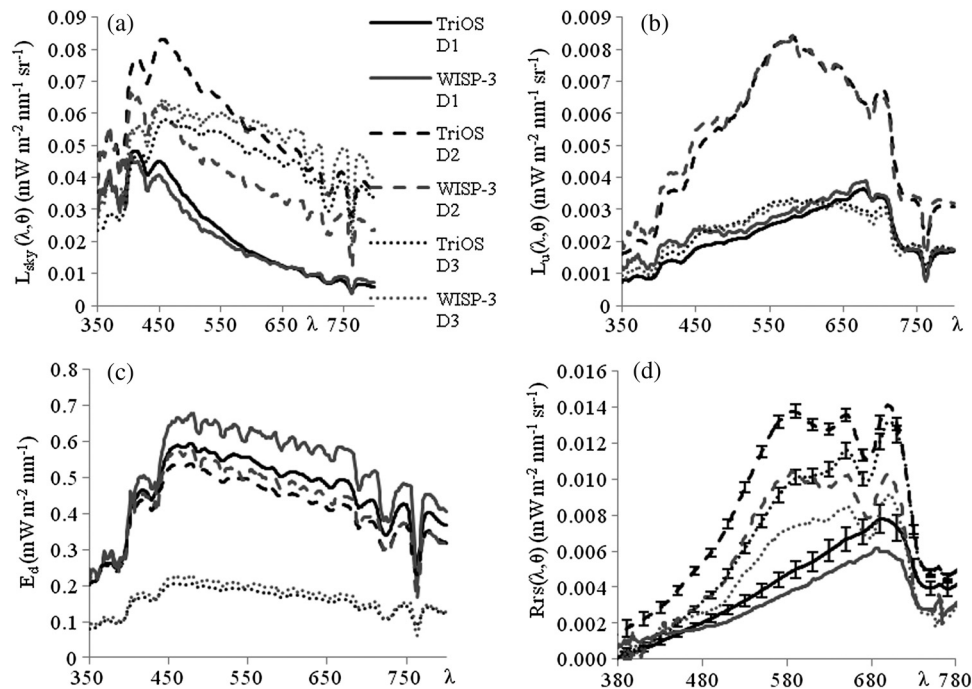 (a)
L_sky(λ,θ) (mW m⁻² nm⁻¹ sr⁻¹)
0.09
0.08
0.07
0.06
0.05
0.04
0.03
0.02
0.01
0
350 450 550 λ 750
TriOS
D1
WISP-3
D1
TriOS
D2
WISP-3
D2
TriOS
D3
WISP-3
D3
(b)
L_u(λ,θ) (mW m⁻² nm⁻¹ sr⁻¹)
0.009
0.008
0.007
0.006
0.005
0.004
0.003
0.002
0.001
0
350 450 550 650 750 λ
(c)
E_d (mW m⁻² nm⁻¹)
0.8
0.7
0.6
0.5
0.4
0.3
0.2
0.1
0
350 450 550 650 750 λ
(d)
Rrs(λ,θ) (mW m⁻² nm⁻¹ sr⁻¹)
0.016
0.014
0.012
0.010
0.008
0.006
0.004
0.002
0.000
380 480 580 680 λ 780